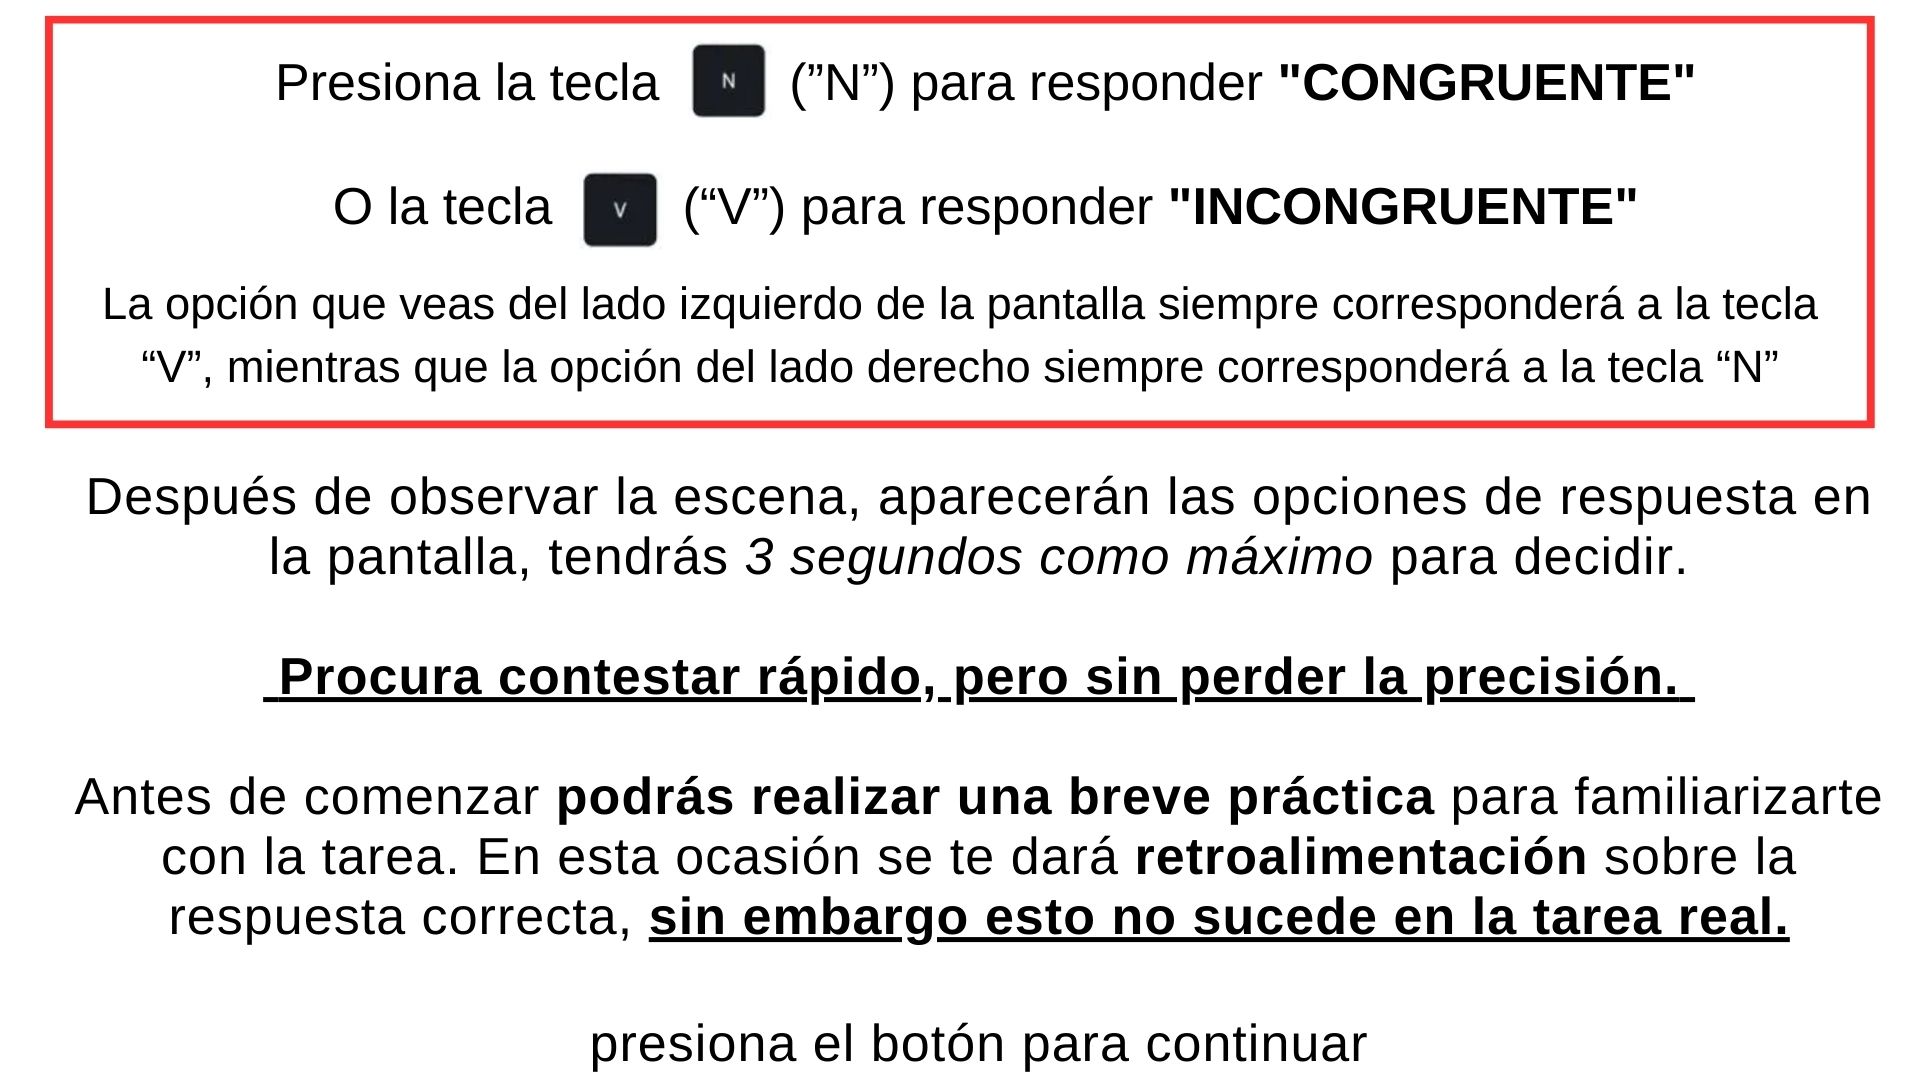 Presiona la tecla N (”N”) para responder "CONGRUENTE"
O la tecla V (“V”) para responder "INCONGRUENTE"
La opción que veas del lado izquierdo de la pantalla siempre corresponderá a la tecla
“V”, mientras que la opción del lado derecho siempre corresponderá a la tecla “N”
Después de observar la escena, aparecerán las opciones de respuesta en
la pantalla, tendrás 3 segundos como máximo para decidir.
Procura contestar rápido, pero sin perder la precisión.
Antes de comenzar podrás realizar una breve práctica para familiarizarte
con la tarea. En esta ocasión se te dará retroalimentación sobre la
respuesta correcta, sin embargo esto no sucede en la tarea real.
presiona el botón para continuar